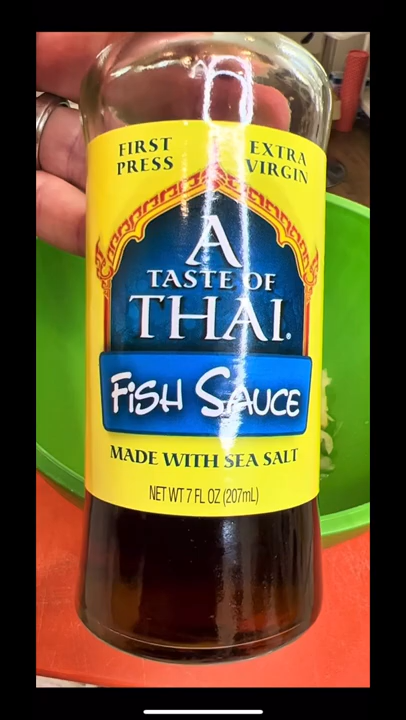 FIRST PRESS
EXTRA VIRGIN
A
TASTE OF
THAI®
FiSH SAUCE
MADE WITH SEA SALT
NET WT 7 FL OZ (207mL)